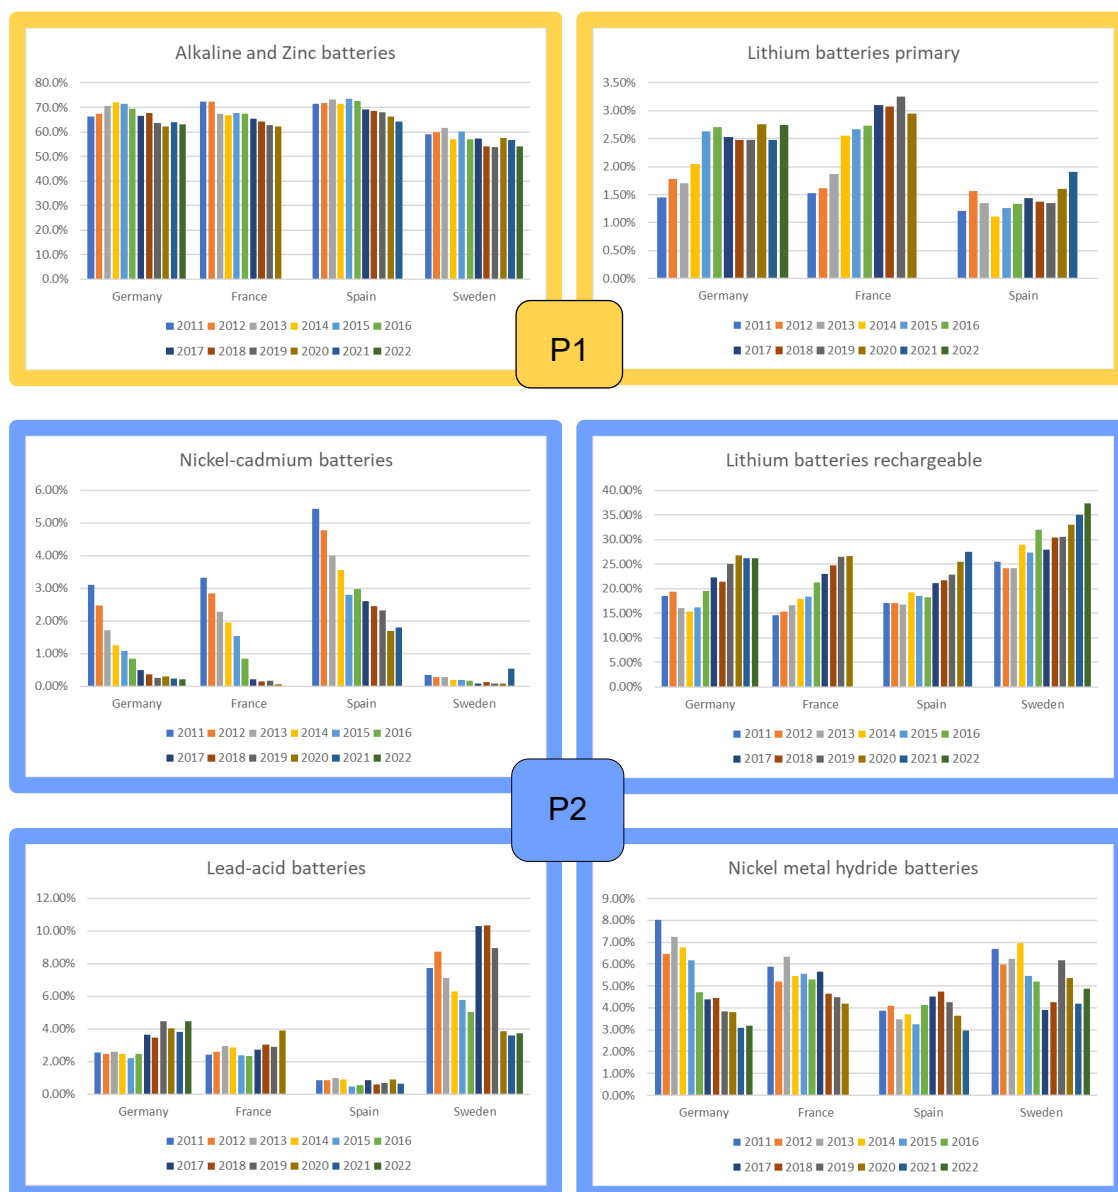 Alkaline and Zinc batteries
80.0%
70.0%
60.0%
50.0%
40.0%
30.0%
20.0%
10.0%
0.0%
Germany France Spain Sweden
2011 2012 2013 2014 2015 2016
2017 2018 2019 2020 2021 2022
Lithium batteries primary
3.50%
3.00%
2.50%
2.00%
1.50%
1.00%
0.50%
0.00%
Germany France Spain
2011 2012 2013 2014 2015 2016
2017 2018 2019 2020 2021 2022
P1
Nickel-cadmium batteries
6.00%
5.00%
4.00%
3.00%
2.00%
1.00%
0.00%
Germany France Spain Sweden
2011 2012 2013 2014 2015 2016
2017 2018 2019 2020 2021 2022
Lithium batteries rechargeable
40.00%
35.00%
30.00%
25.00%
20.00%
15.00%
10.00%
5.00%
0.00%
Germany France Spain Sweden
2011 2012 2013 2014 2015 2016
2017 2018 2019 2020 2021 2022
P2
Lead-acid batteries
12.00%
10.00%
8.00%
6.00%
4.00%
2.00%
0.00%
Germany France Spain Sweden
2011 2012 2013 2014 2015 2016
2017 2018 2019 2020 2021 2022
Nickel metal hydride batteries
9.00%
8.00%
7.00%
6.00%
5.00%
4.00%
3.00%
2.00%
1.00%
0.00%
Germany France Spain Sweden
2011 2012 2013 2014 2015 2016
2017 2018 2019 2020 2021 2022